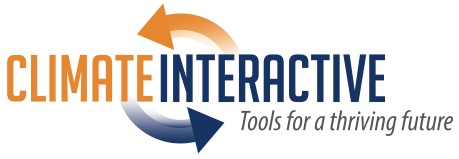 CLIMATEINTERACTIVE
Tools for a thriving future